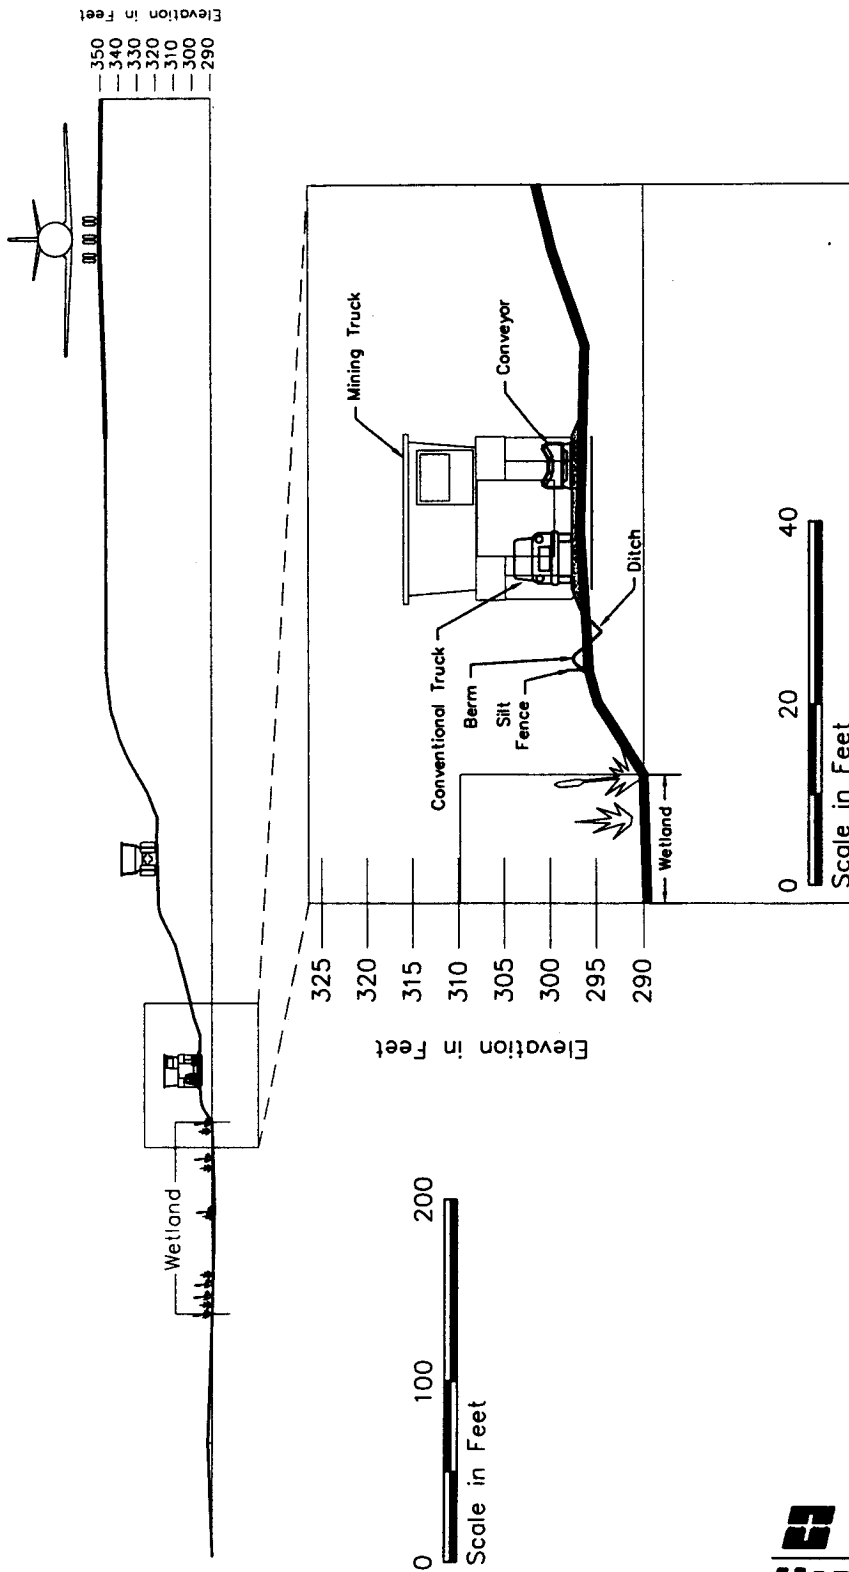 Elevation in Feet
350
340
330
320
310
300
290
Wetland
0
100
200
Scale in Feet
Elevation in Feet
325
320
315
310
305
300
295
290
Mining Truck
Conveyor
Conventional Truck
Berm
Silt
Fence
Ditch
Wetland
0
20
40
Scale in Feet